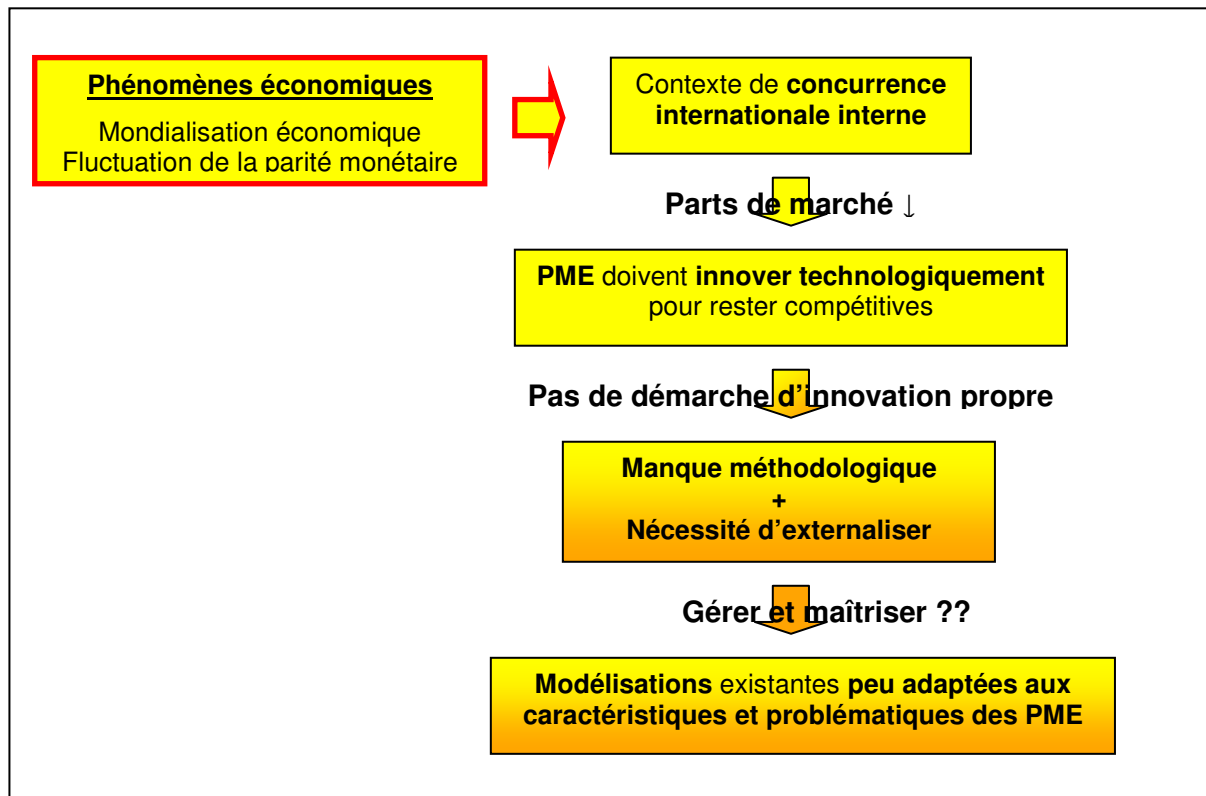 Phénomènes économiques
Mondialisation économique
Fluctuation de la parité monétaire
Contexte de concurrence
internationale interne
Parts de marché ↓
PME doivent innover technologiquement
pour rester compétitives
Pas de démarche d’innovation propre
Manque méthodologique
+
Nécessité d’externaliser
Gérer et maîtriser ??
Modélisations existantes peu adaptées aux
caractéristiques et problématiques des PME